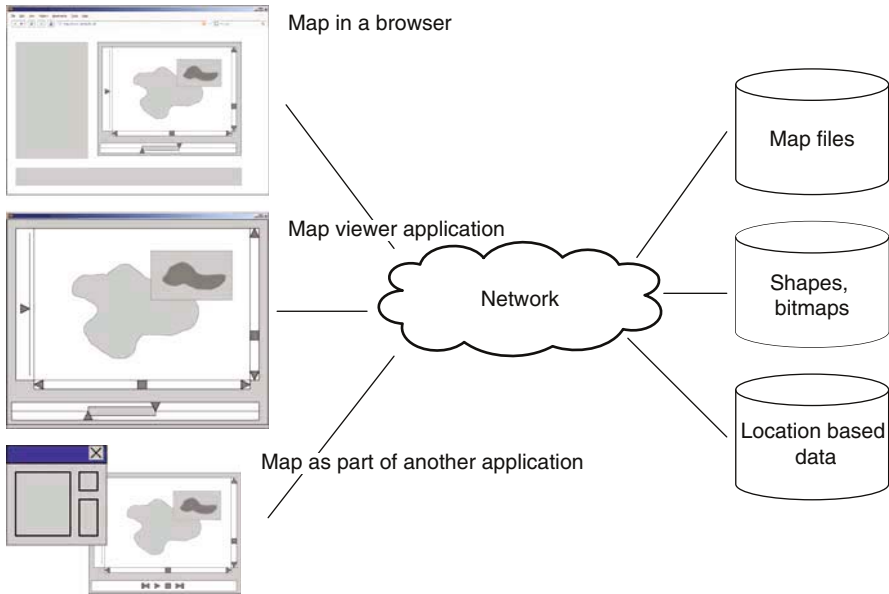 Map in a browser
Map files
Map viewer application
Network
Shapes,
bitmaps
Map as part of another application
Location based
data